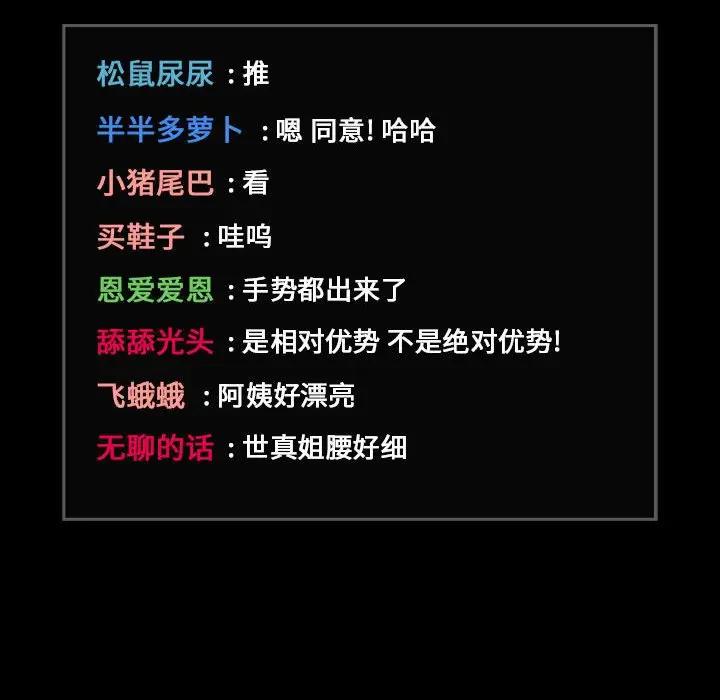 松鼠尿尿 : 推
半半多萝卜 : 嗯 同意! 哈哈
小猪尾巴 : 看
买鞋子 : 哇呜
恩爱爱恩 : 手势都出来了
舔舔光头 : 是相对优势 不是绝对优势!
飞蛾蛾 : 阿姨好漂亮
无聊的话 : 世真姐腰好细